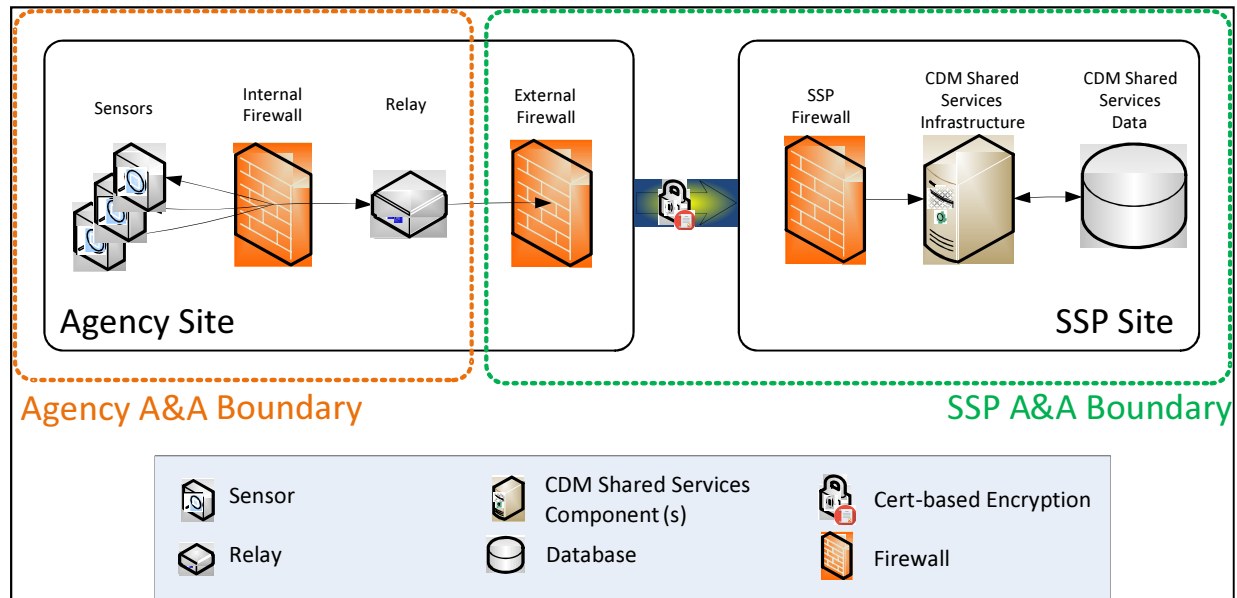 Sensors
Internal
Firewall
Relay
External
Firewall
SSP
Firewall
CDM Shared
Services
Infrastructure
CDM Shared
Services
Data
Agency Site
SSP Site
Agency A&A Boundary
SSP A&A Boundary
Sensor
CDM Shared Services
Component (s)
Cert-based Encryption
Relay
Database
Firewall